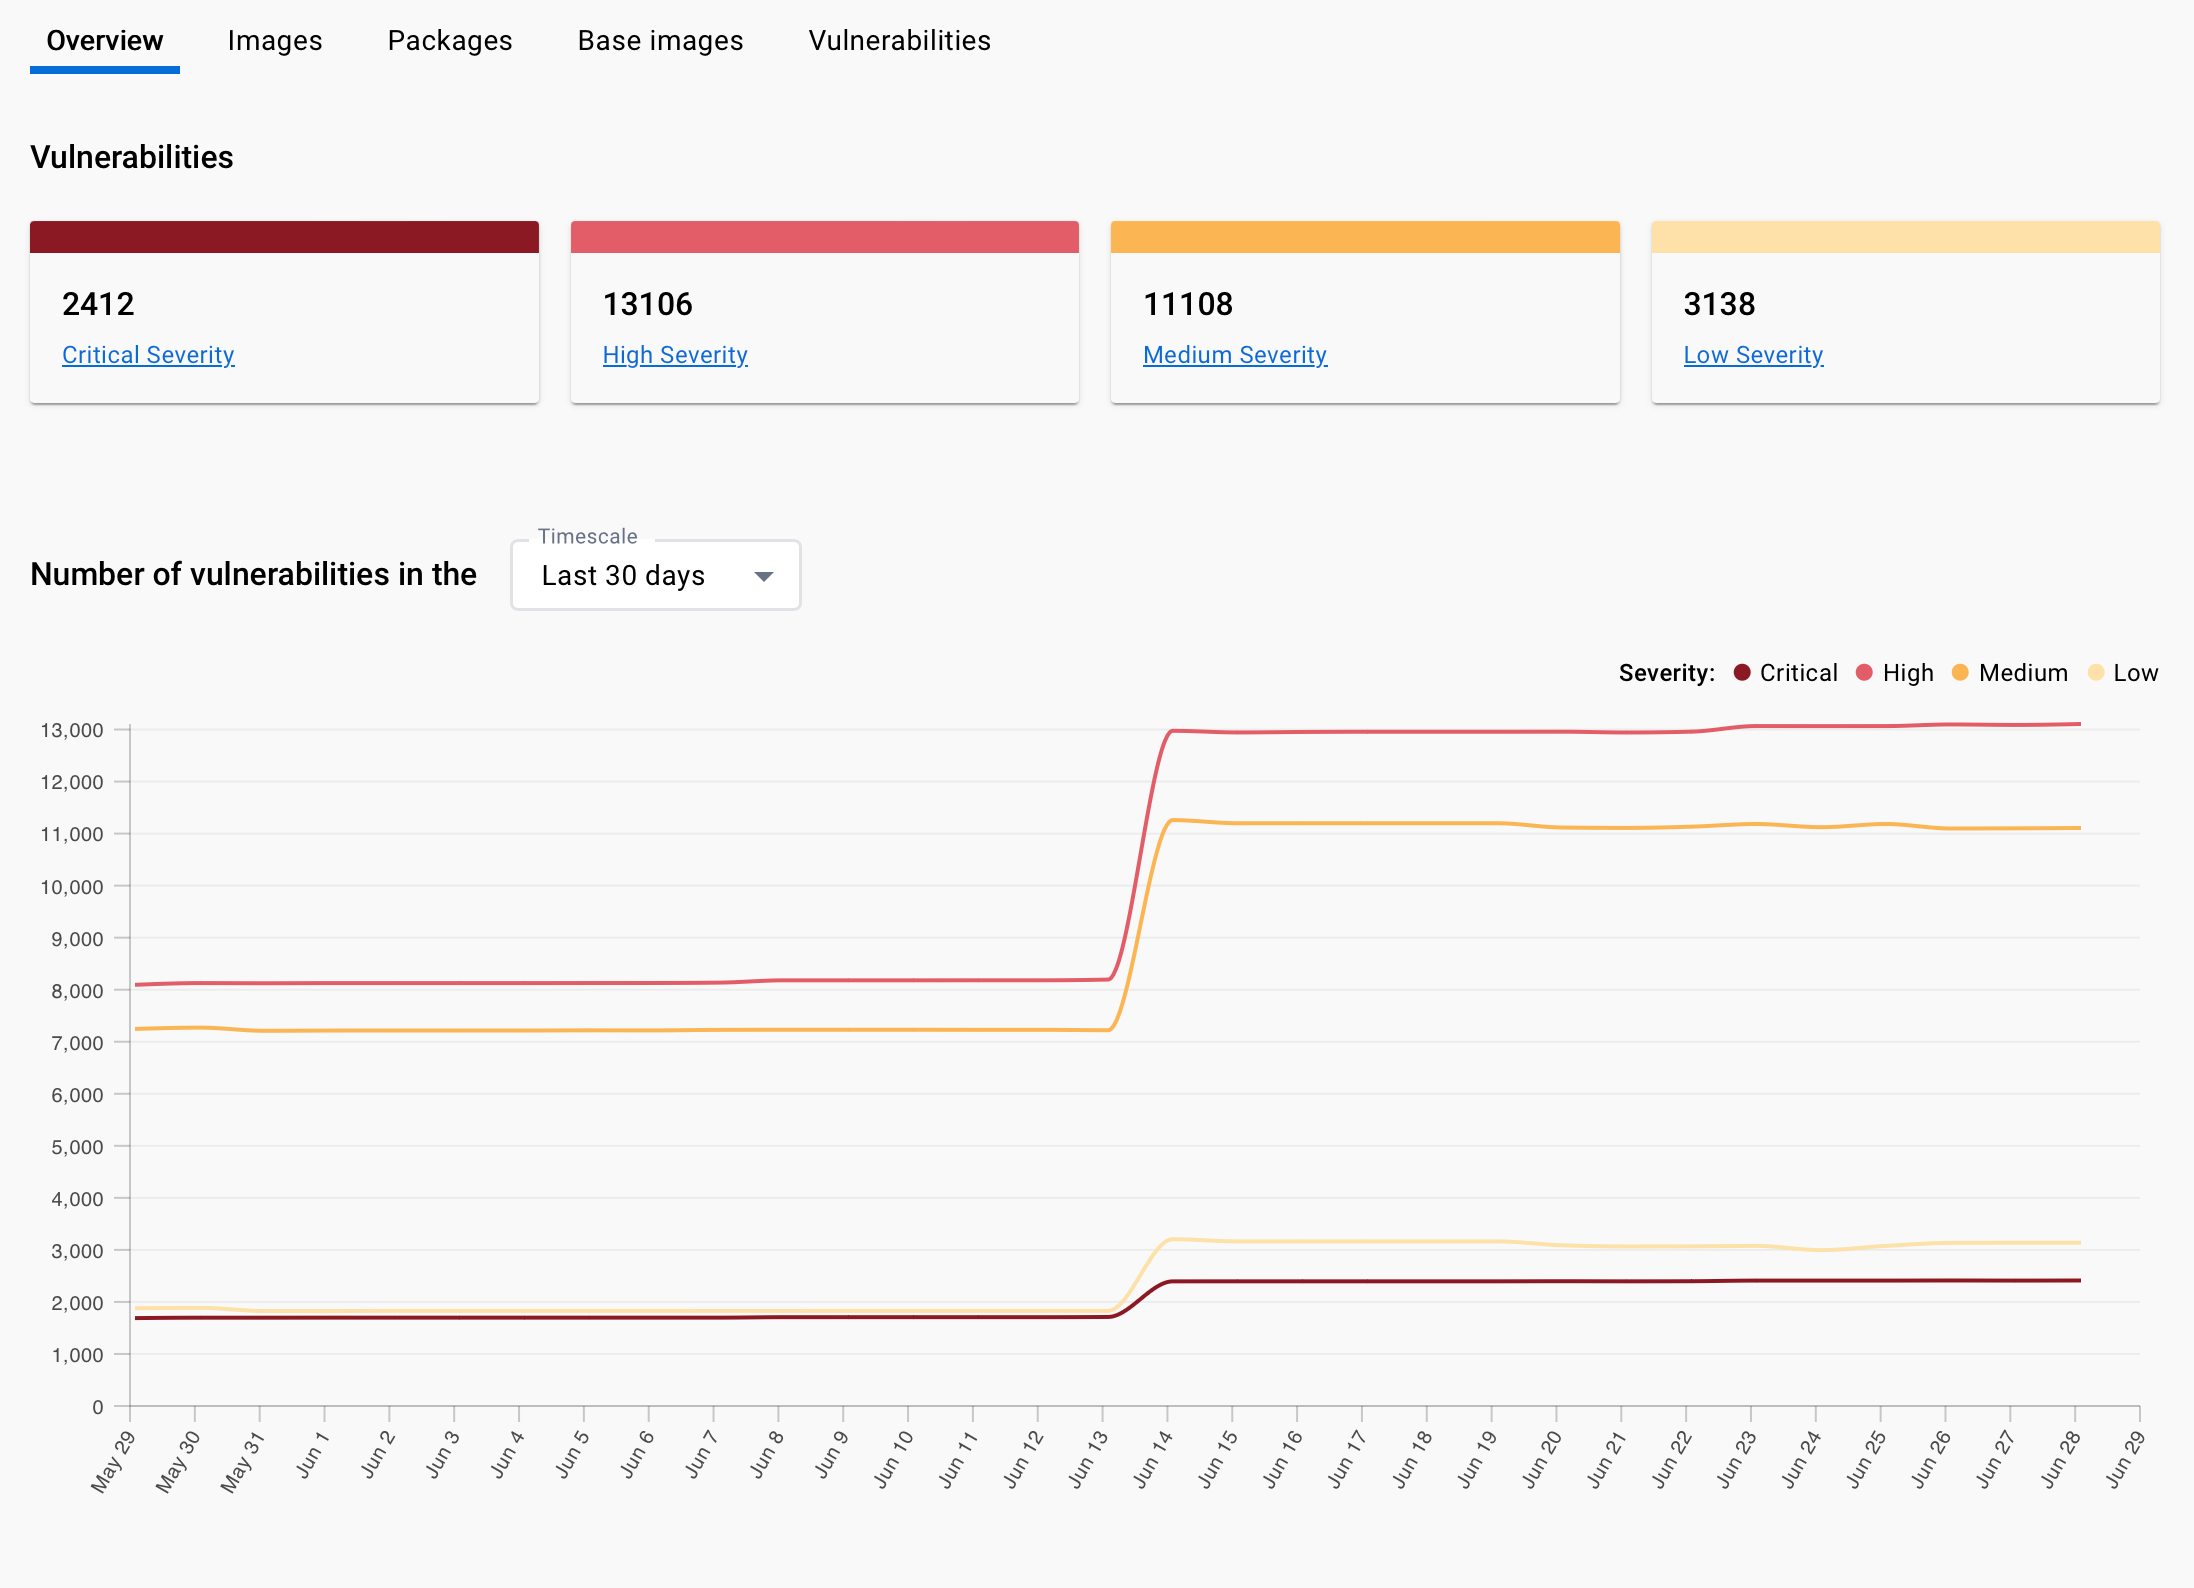 Overview Images Packages Base images Vulnerabilities
Vulnerabilities
2412 13106 11108 3138
Critical Severity High Severity Medium Severity Low Severity
Timescale
Number of vulnerabilities in the Last 30 days
Severity: Critical High Medium Low
13,000
12,000
11,000
10,000
9,000
8,000
7,000
6,000
5,000
4,000
3,000
2,000
1,000
0
May 29 May 30 May 31 Jun 1 Jun 2 Jun 3 Jun 4 Jun 5 Jun 6 Jun 7 Jun 8 Jun 9 Jun 10 Jun 11 Jun 12 Jun 13 Jun 14 Jun 15 Jun 16 Jun 17 Jun 18 Jun 19 Jun 20 Jun 21 Jun 22 Jun 23 Jun 24 Jun 25 Jun 26 Jun 27 Jun 28 Jun 29